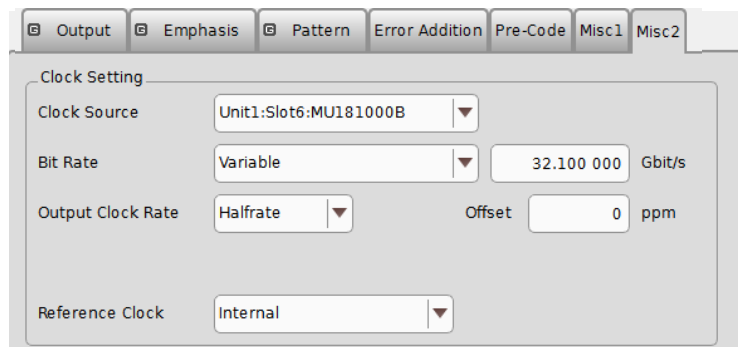 G Output G Emphasis G Pattern Error Addition Pre-Code Misc1 Misc2
Clock Setting
Clock Source Unit1:Slot6:MU181000B
Bit Rate Variable 32.100 000 Gbit/s
Output Clock Rate Halfrate Offset 0 ppm
Reference Clock Internal